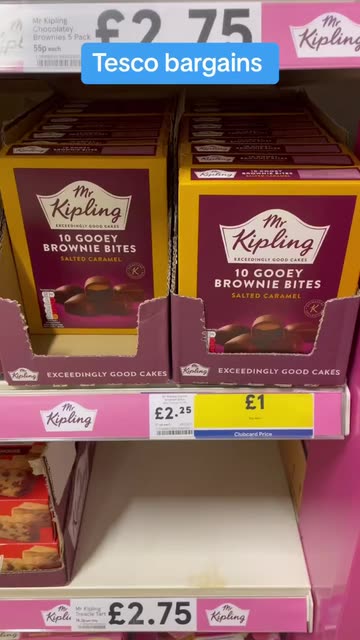 Mr Kipling
Chocolatey
Brownies 5 Pack
55p each
£2.75
Mr
Kipling
Tesco bargains
Mr
Kipling
EXCEEDINGLY GOOD CAKES
10 GOOEY
BROWNIE BITES
SALTED CARAMEL
Mr
Kipling
EXCEEDINGLY GOOD CAKES
10 GOOEY
BROWNIE BITES
SALTED CARAMEL
Mr Kipling
EXCEEDINGLY GOOD CAKES
Mr Kipling
EXCEEDINGLY GOOD CAKES
Mr
Kipling
£2.25
£1
Clubcard Price
Kipling
Mr Kipling
Treacle Tart
£2.75
Mr
Kipling